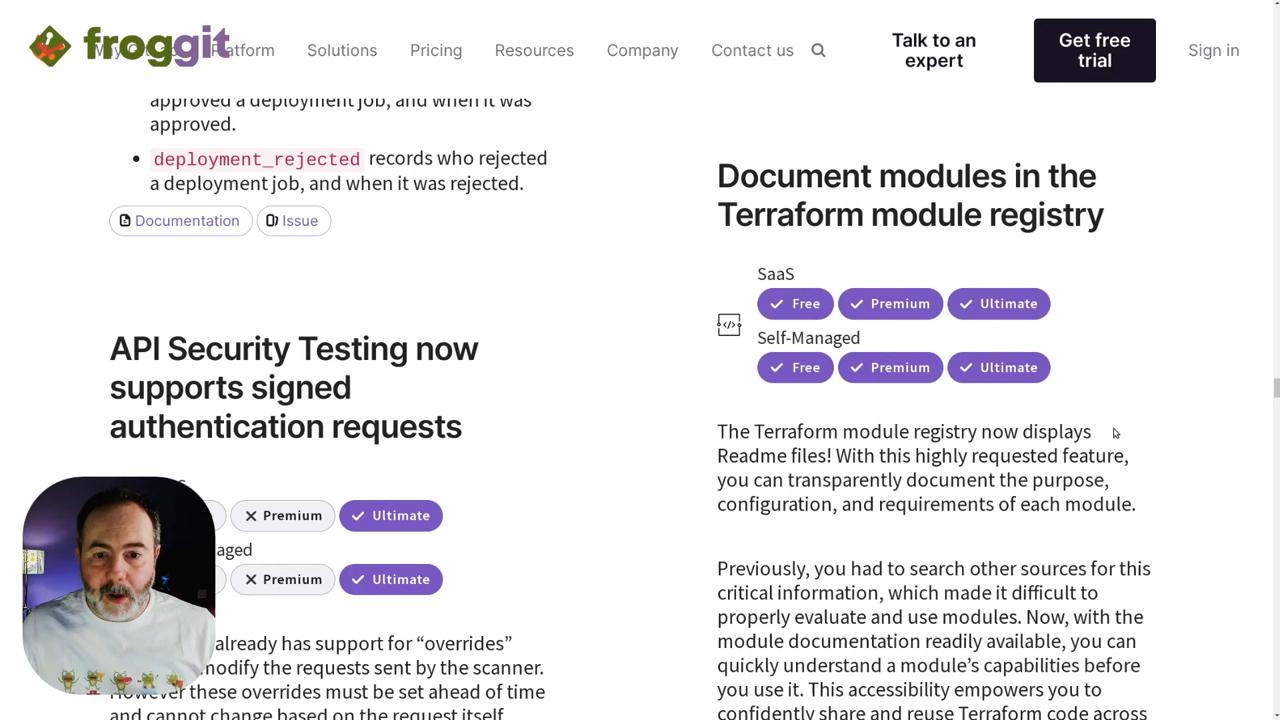 froggit
Platform
Solutions
Pricing
Resources
Company
Contact us
Talk to an
expert
Get free
trial
Sign in
approved a deployment job, and when it was
approved.
• deployment_rejected records who rejected
a deployment job, and when it was rejected.
Documentation
Issue
API Security Testing now
supports signed
authentication requests
Premium
Ultimate
Premium
Ultimate
already has support for “overrides”
modify the requests sent by the scanner.
However these overrides must be set ahead of time
and cannot change based on the request itself
Document modules in the
Terraform module registry
SaaS
Free
Premium
Ultimate
Self-Managed
Free
Premium
Ultimate
The Terraform module registry now displays
Readme files! With this highly requested feature,
you can transparently document the purpose,
configuration, and requirements of each module.
Previously, you had to search other sources for this
critical information, which made it difficult to
properly evaluate and use modules. Now, with the
module documentation readily available, you can
quickly understand a module’s capabilities before
you use it. This accessibility empowers you to
confidently share and reuse Terraform code across